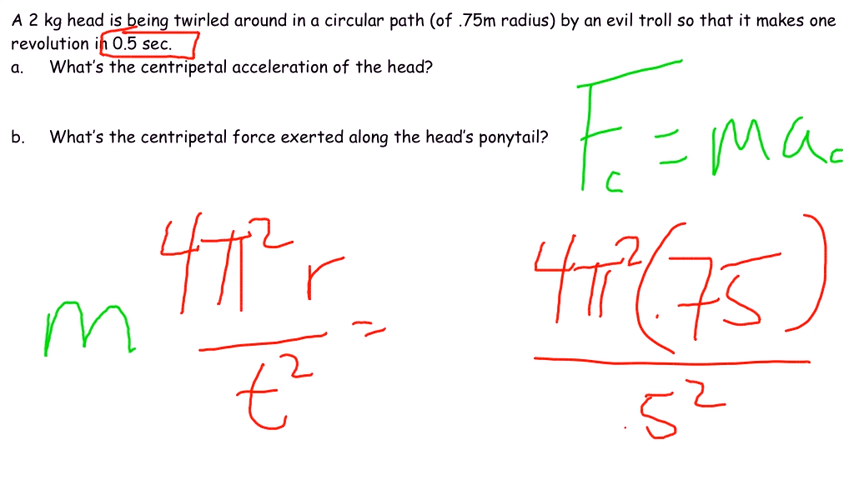 A 2 kg head is being twirled around in a circular path (of .75m radius) by an evil troll so that it makes one
revolution in 0.5 sec.
a. What's the centripetal acceleration of the head?
b. What's the centripetal force exerted along the head's ponytail?
F_c = ma_c
m 4π²r / t² =
4π²(.75) / .5²